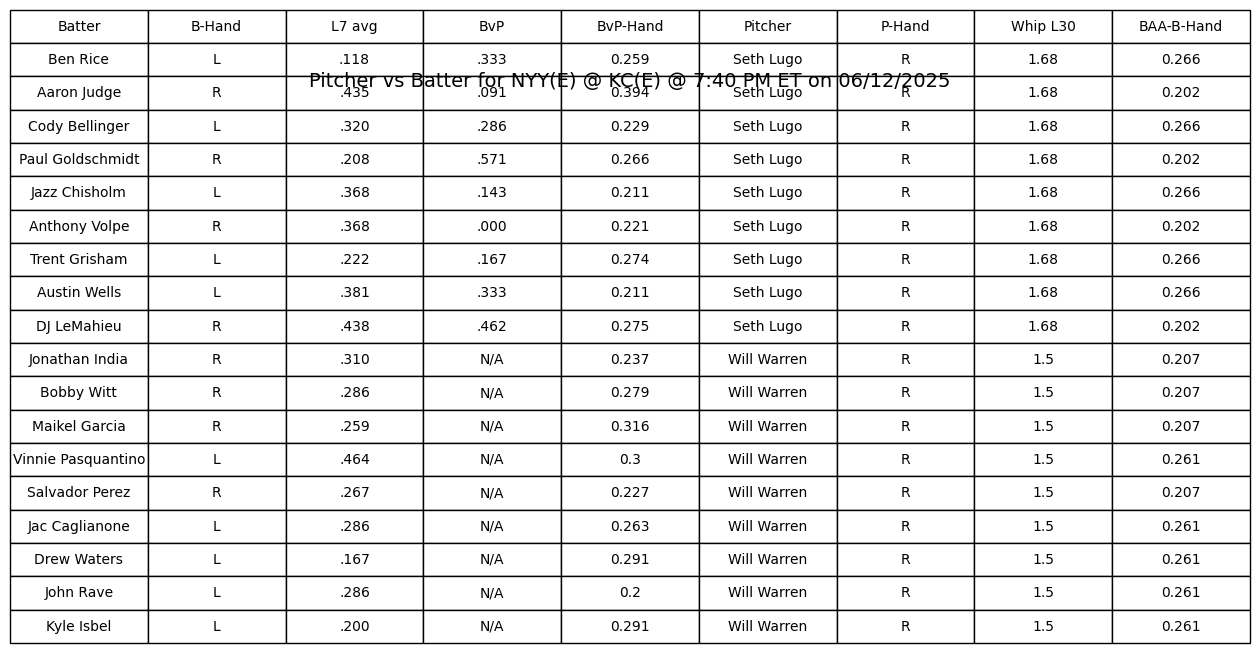 Batter B-Hand L7 avg BvP BvP-Hand Pitcher P-Hand Whip L30 BAA-B-Hand
Ben Rice L .118 .333 0.259 Seth Lugo R 1.68 0.266
Pitcher vs Batter for NYY(E) @ KC(E) @ 7:40 PM ET on 06/12/2025
Aaron Judge R .435 .091 0.394 Seth Lugo R 1.68 0.202
Cody Bellinger L .320 .286 0.229 Seth Lugo R 1.68 0.266
Paul Goldschmidt R .208 .571 0.266 Seth Lugo R 1.68 0.202
Jazz Chisholm L .368 .143 0.211 Seth Lugo R 1.68 0.266
Anthony Volpe R .368 .000 0.221 Seth Lugo R 1.68 0.202
Trent Grisham L .222 .167 0.274 Seth Lugo R 1.68 0.266
Austin Wells L .381 .333 0.211 Seth Lugo R 1.68 0.266
DJ LeMahieu R .438 .462 0.275 Seth Lugo R 1.68 0.202
Jonathan India R .310 N/A 0.237 Will Warren R 1.5 0.207
Bobby Witt R .286 N/A 0.279 Will Warren R 1.5 0.207
Maikel Garcia R .259 N/A 0.316 Will Warren R 1.5 0.207
Vinnie Pasquantino L .464 N/A 0.3 Will Warren R 1.5 0.261
Salvador Perez R .267 N/A 0.227 Will Warren R 1.5 0.207
Jac Caglianone L .286 N/A 0.263 Will Warren R 1.5 0.261
Drew Waters L .167 N/A 0.291 Will Warren R 1.5 0.261
John Rave L .286 N/A 0.2 Will Warren R 1.5 0.261
Kyle Isbel L .200 N/A 0.291 Will Warren R 1.5 0.261